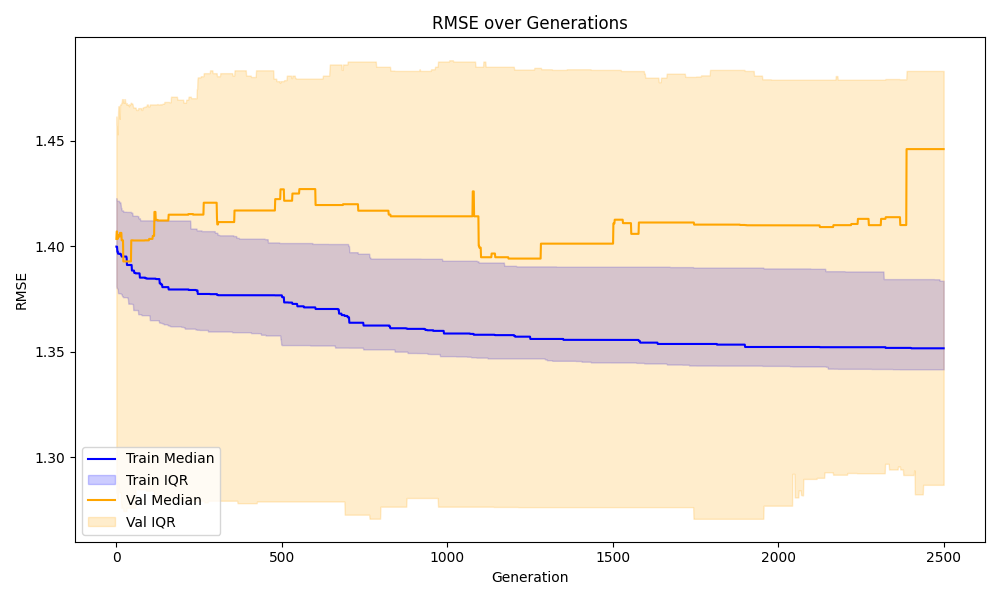 RMSE over Generations
RMSE
1.45
1.40
1.35
1.30
Train Median
Train IQR
Val Median
Val IQR
0
500
1000
1500
2000
2500
Generation